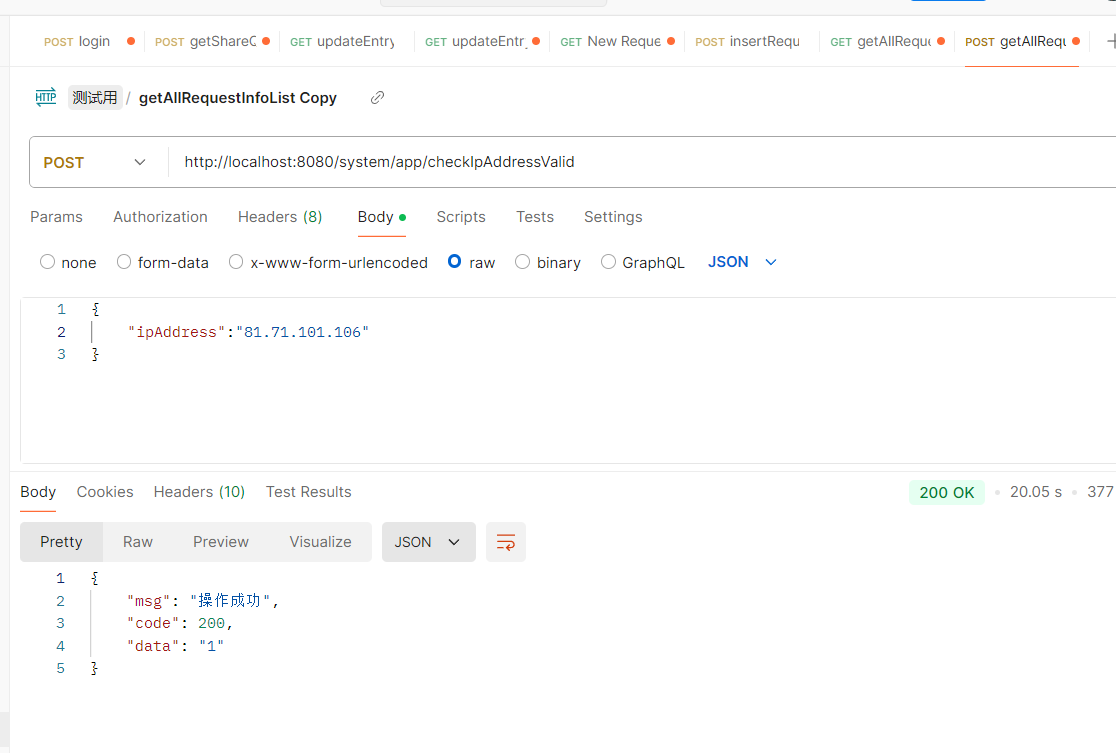 POST login POST getShareC GET updateEntry GET updateEntr GET New Reque POST insertRequ GET getAllReque POST getAllRequ
HTTP 测试用 / getAllRequestInfoList Copy
POST http://localhost:8080/system/app/checkIpAddressValid
Params Authorization Headers (8) Body Scripts Tests Settings
none form-data x-www-form-urlencoded raw binary GraphQL JSON
1 {
2 "ipAddress":"81.71.101.106"
3 }
Body Cookies Headers (10) Test Results 200 OK 20.05 s 377
Pretty Raw Preview Visualize JSON
1 {
2 "msg": "操作成功",
3 "code": 200,
4 "data": "1"
5 }